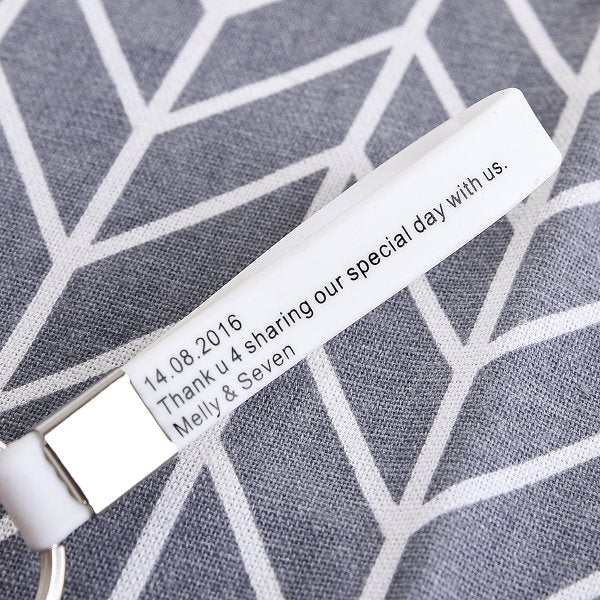 14.08.2016
Thank u 4 sharing our special day with us.
Melly & Seven